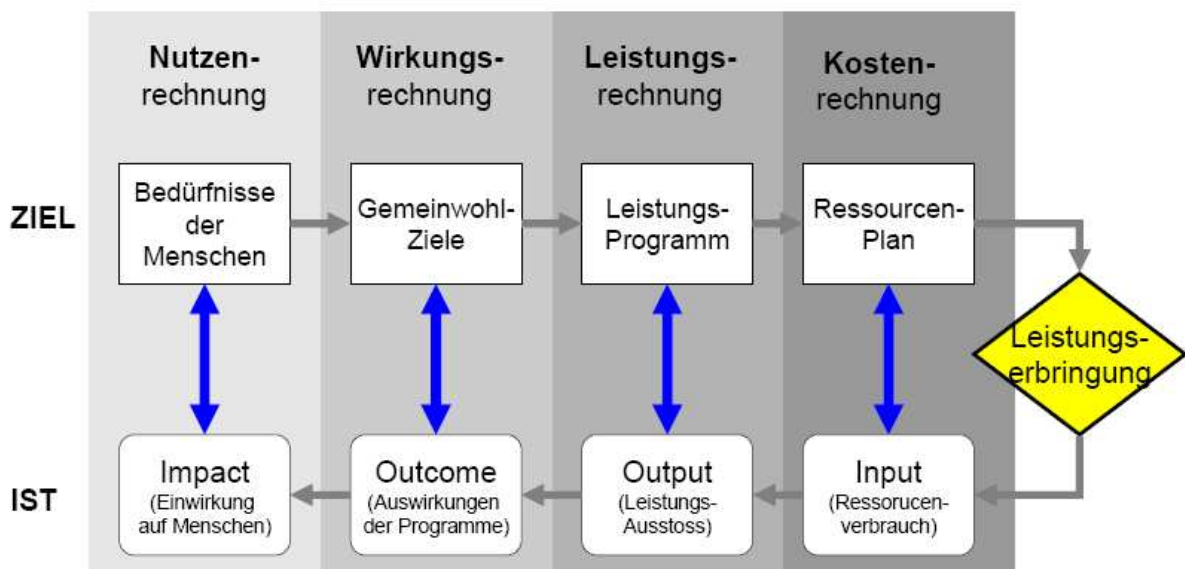 Nutzen-
rechnung
Wirkungs-
rechnung
Leistungs-
rechnung
Kosten-
rechnung
ZIEL
Bedürfnisse
der
Menschen
Gemeinwohl-
Ziele
Leistungs-
Programm
Ressourcen-
Plan
Leistungs-
erbringung
IST
Impact
(Einwirkung
auf Menschen)
Outcome
(Auswirkungen
der Programme)
Output
(Leistungs-
Ausstoss)
Input
(Ressorucen-
verbrauch)